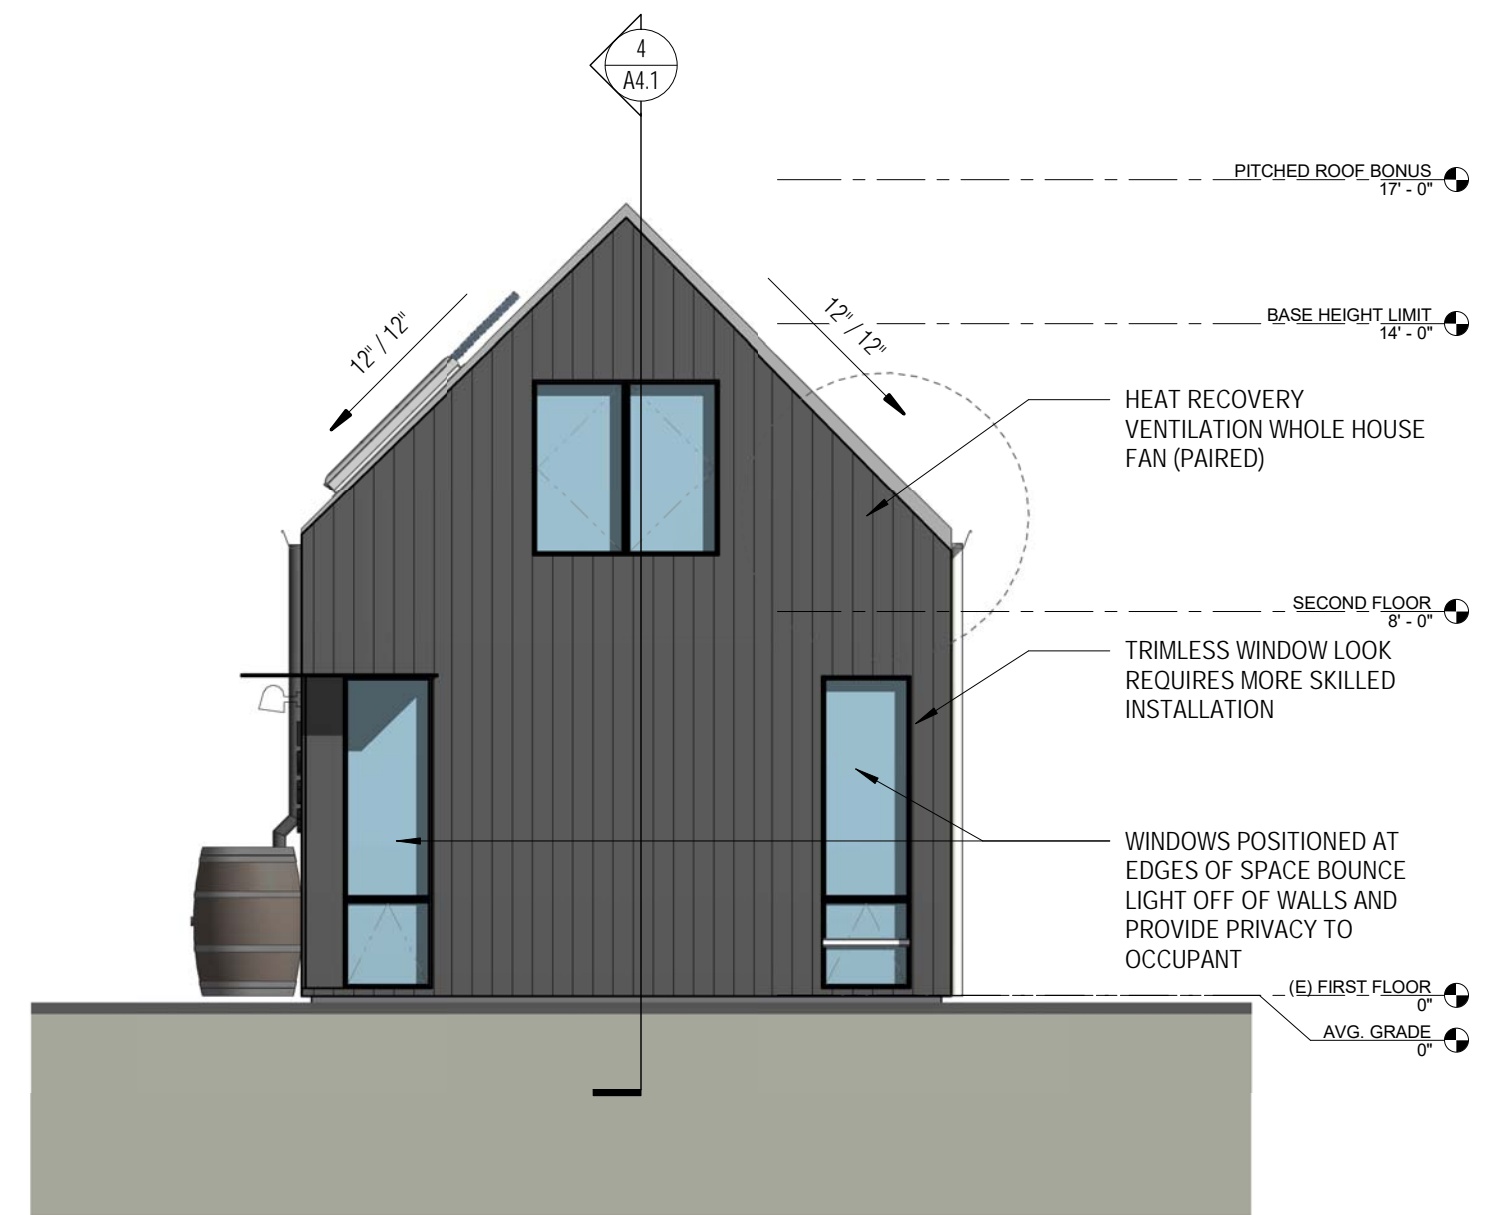 4
A4.1
PITCHED ROOF BONUS
17' - 0"
12" / 12"
12" / 12"
BASE HEIGHT LIMIT
14' - 0"
HEAT RECOVERY
VENTILATION WHOLE HOUSE
FAN (PAIRED)
SECOND FLOOR
8' - 0"
TRIMLESS WINDOW LOOK
REQUIRES MORE SKILLED
INSTALLATION
WINDOWS POSITIONED AT
EDGES OF SPACE BOUNCE
LIGHT OFF OF WALLS AND
PROVIDE PRIVACY TO
OCCUPANT
(E) FIRST FLOOR
0"
AVG. GRADE
0"